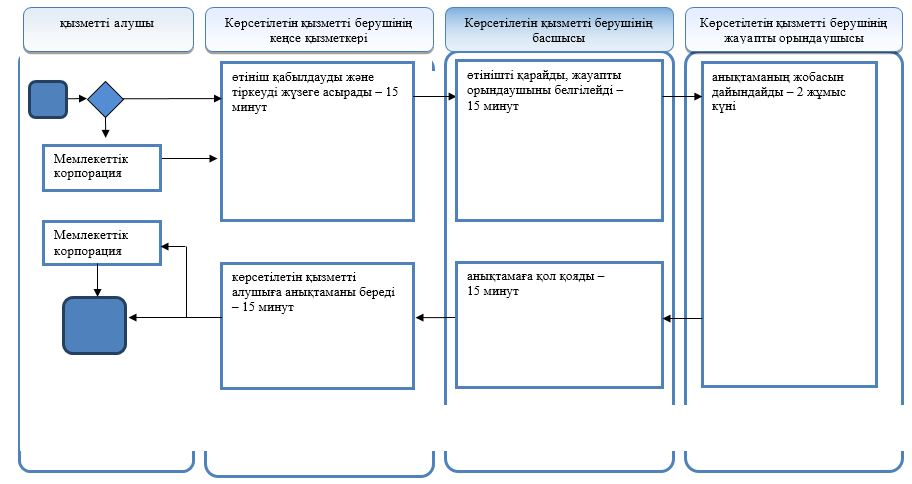 қызметті алушы
Көрсетілетін қызметті берушінің
кеңсе қызметкері
Көрсетілетін қызметті берушінің
басшысы
Көрсетілетін қызметті берушінің
жауапты орындаушысы
өтініш қабылдауды және
тіркеуді жүзеге асырады – 15
минут
өтінішті қарайды, жауапты
орындаушыны белгілейді –
15 минут
анықтаманың жобасын
дайындайды – 2 жұмыс
күні
Мемлекеттік
корпорация
Мемлекеттік
корпорация
көрсетілетін қызметті
алушыға анықтаманы береді
– 15 минут
анықтамаға қол қояды –
15 минут